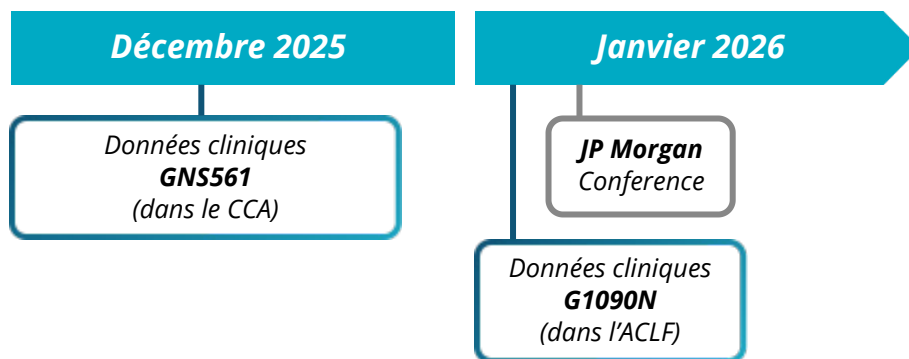 Décembre 2025
Janvier 2026
Données cliniques
GNS561
(dans le CCA)
JP Morgan
Conference
Données cliniques
G1090N
(dans l’ACLF)